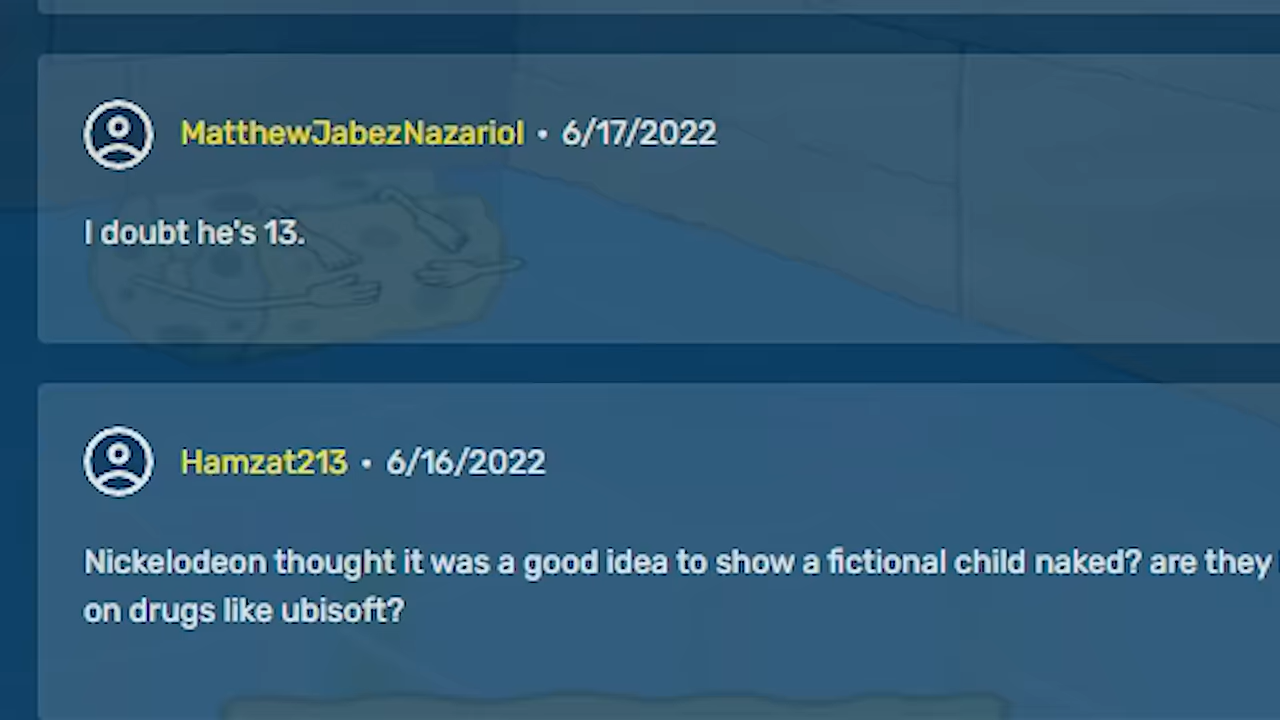 MatthewJabezNazariol • 6/17/2022
I doubt he's 13.
Hamzat213 • 6/16/2022
Nickelodeon thought it was a good idea to show a fictional child naked? are they
on drugs like ubisoft?